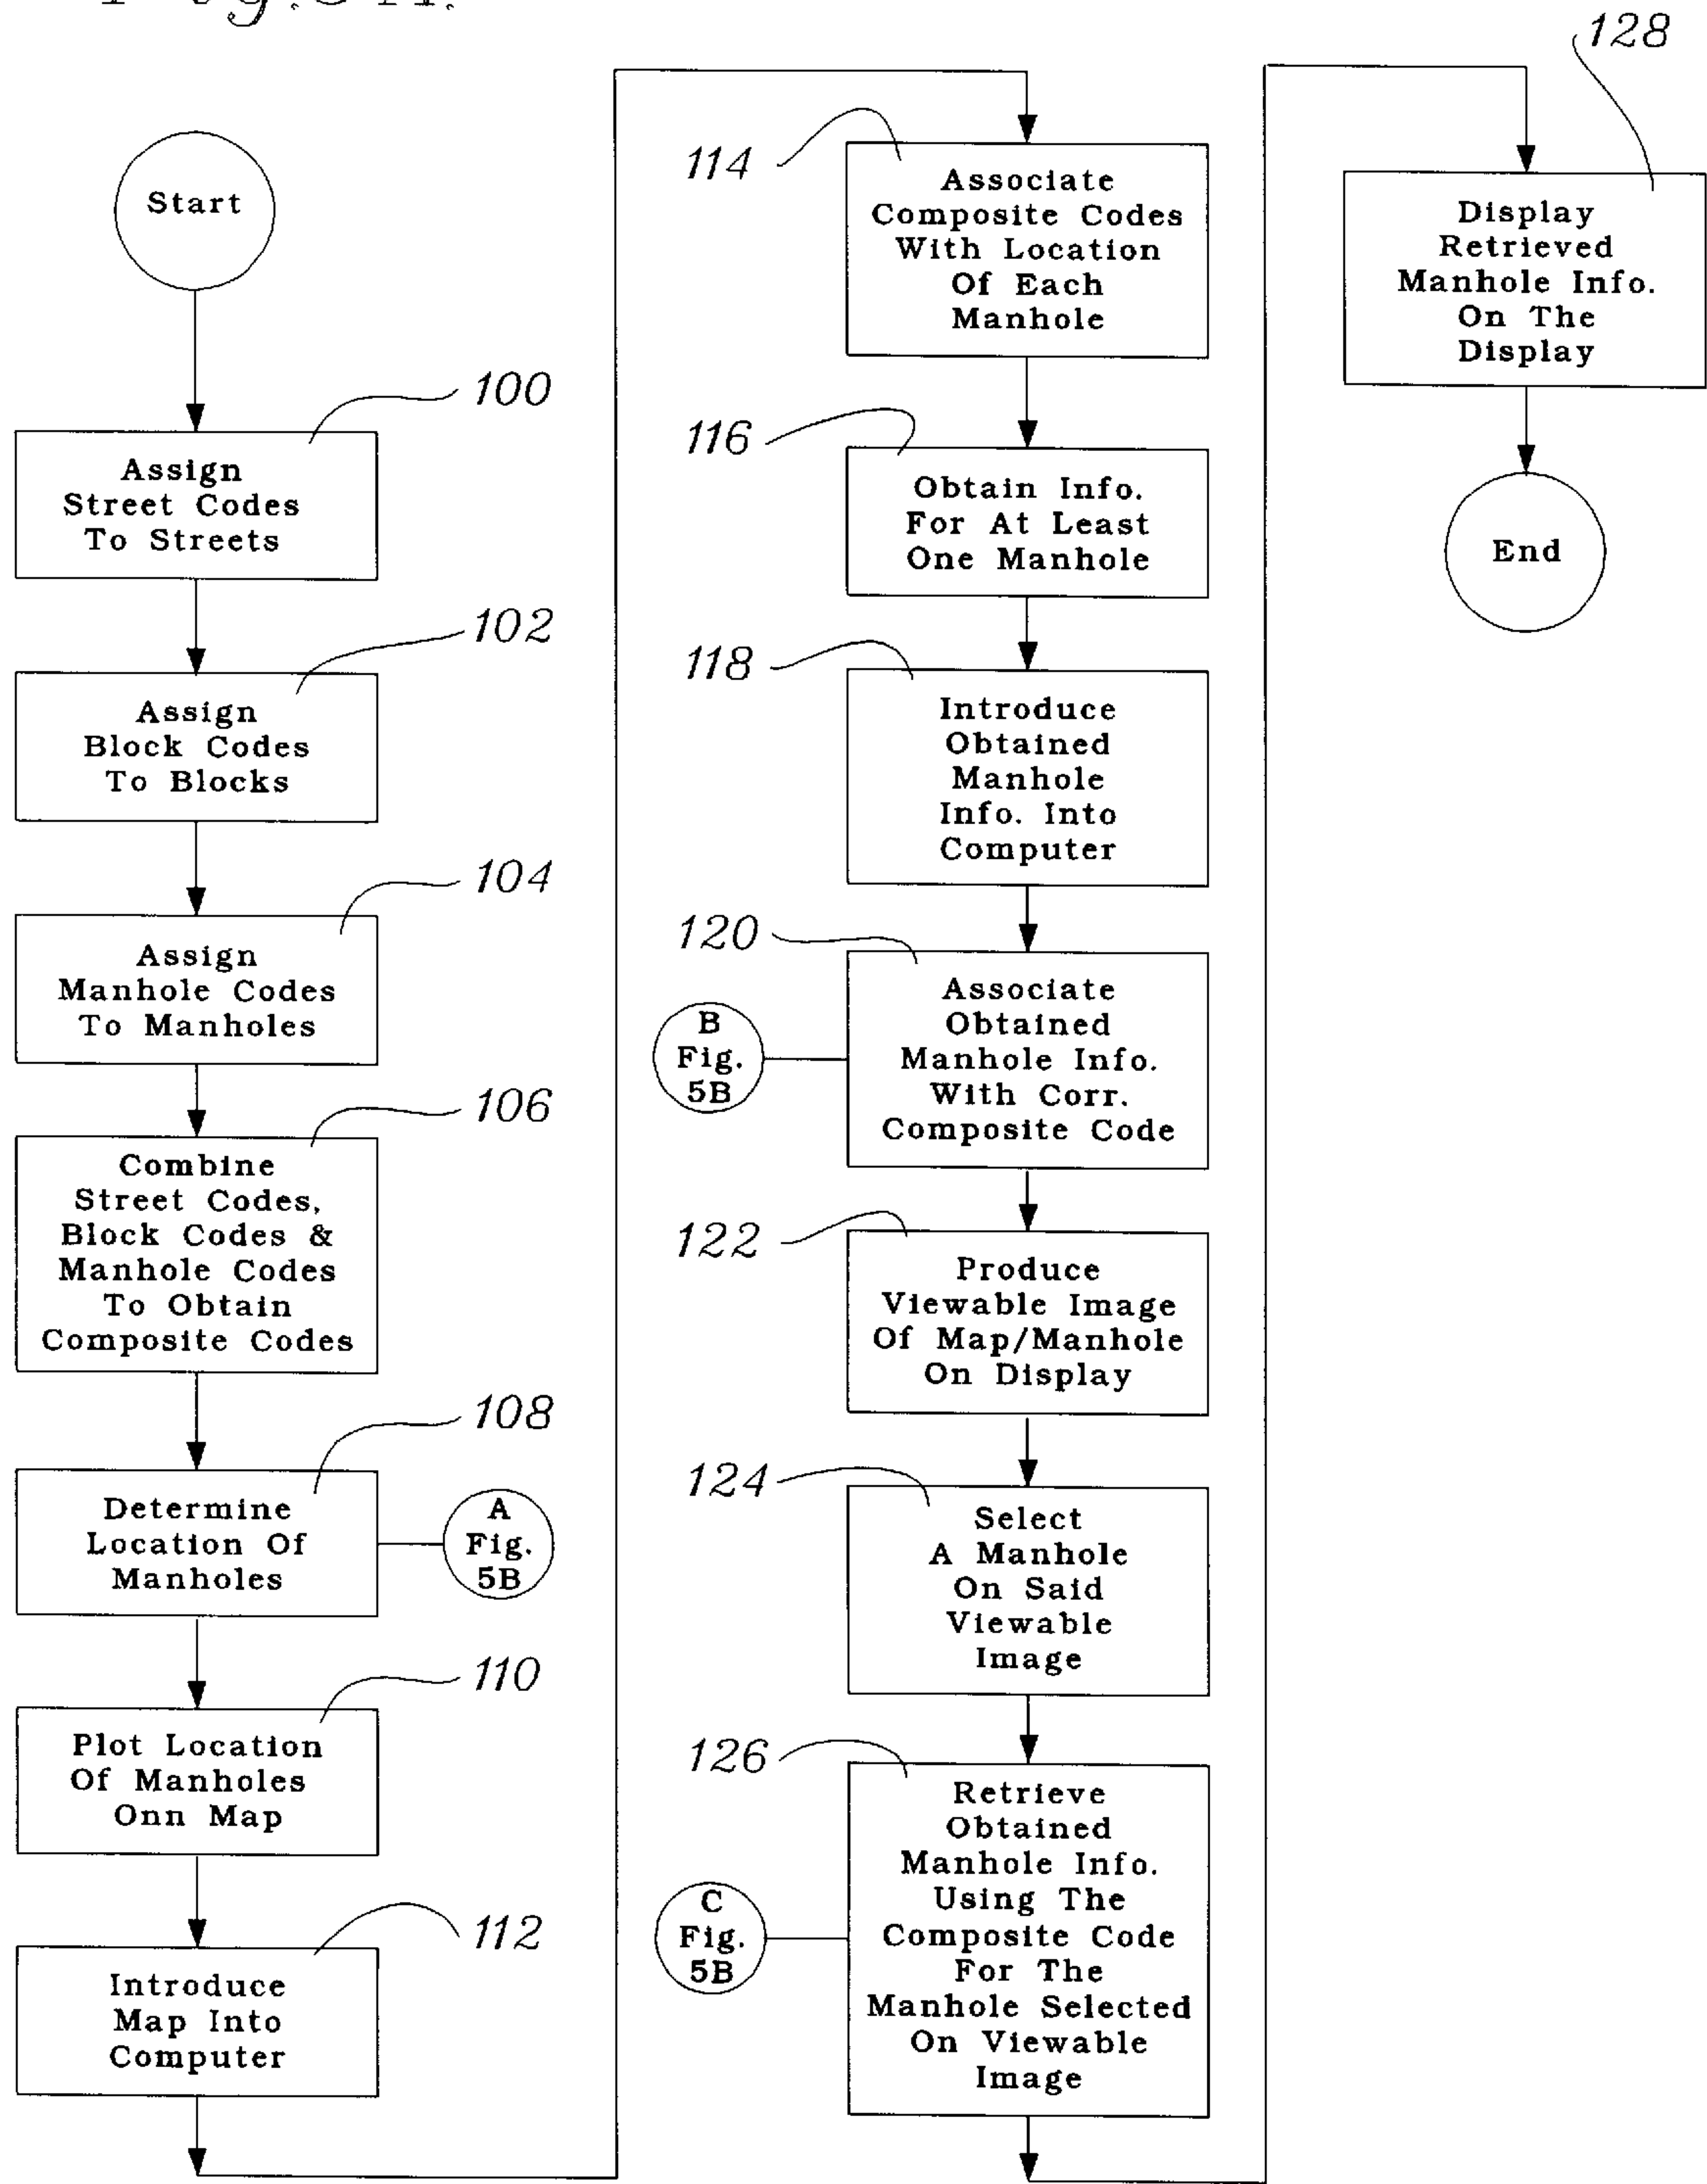 Start
100
Assign
Street Codes
To Streets
102
Assign
Block Codes
To Blocks
104
Assign
Manhole Codes
To Manholes
106
Combine
Street Codes,
Block Codes &
Manhole Codes
To Obtain
Composite Codes
108
Determine
Location Of
Manholes
A
Fig.
5B
110
Plot Location
Of Manholes
Onn Map
112
Introduce
Map Into
Computer
114
Associate
Composite Codes
With Location
Of Each
Manhole
116
Obtain Info.
For At Least
One Manhole
118
Introduce
Obtained
Manhole
Info. Into
Computer
120
Associate
Obtained
Manhole Info.
With Corr.
Composite Code
B
Fig.
5B
122
Produce
Viewable Image
Of Map/Manhole
On Display
124
Select
A Manhole
On Said
Viewable
Image
126
Retrieve
Obtained
Manhole Info.
Using The
Composite Code
For The
Manhole Selected
On Viewable
Image
C
Fig.
5B
128
Display
Retrieved
Manhole Info.
On The
Display
End